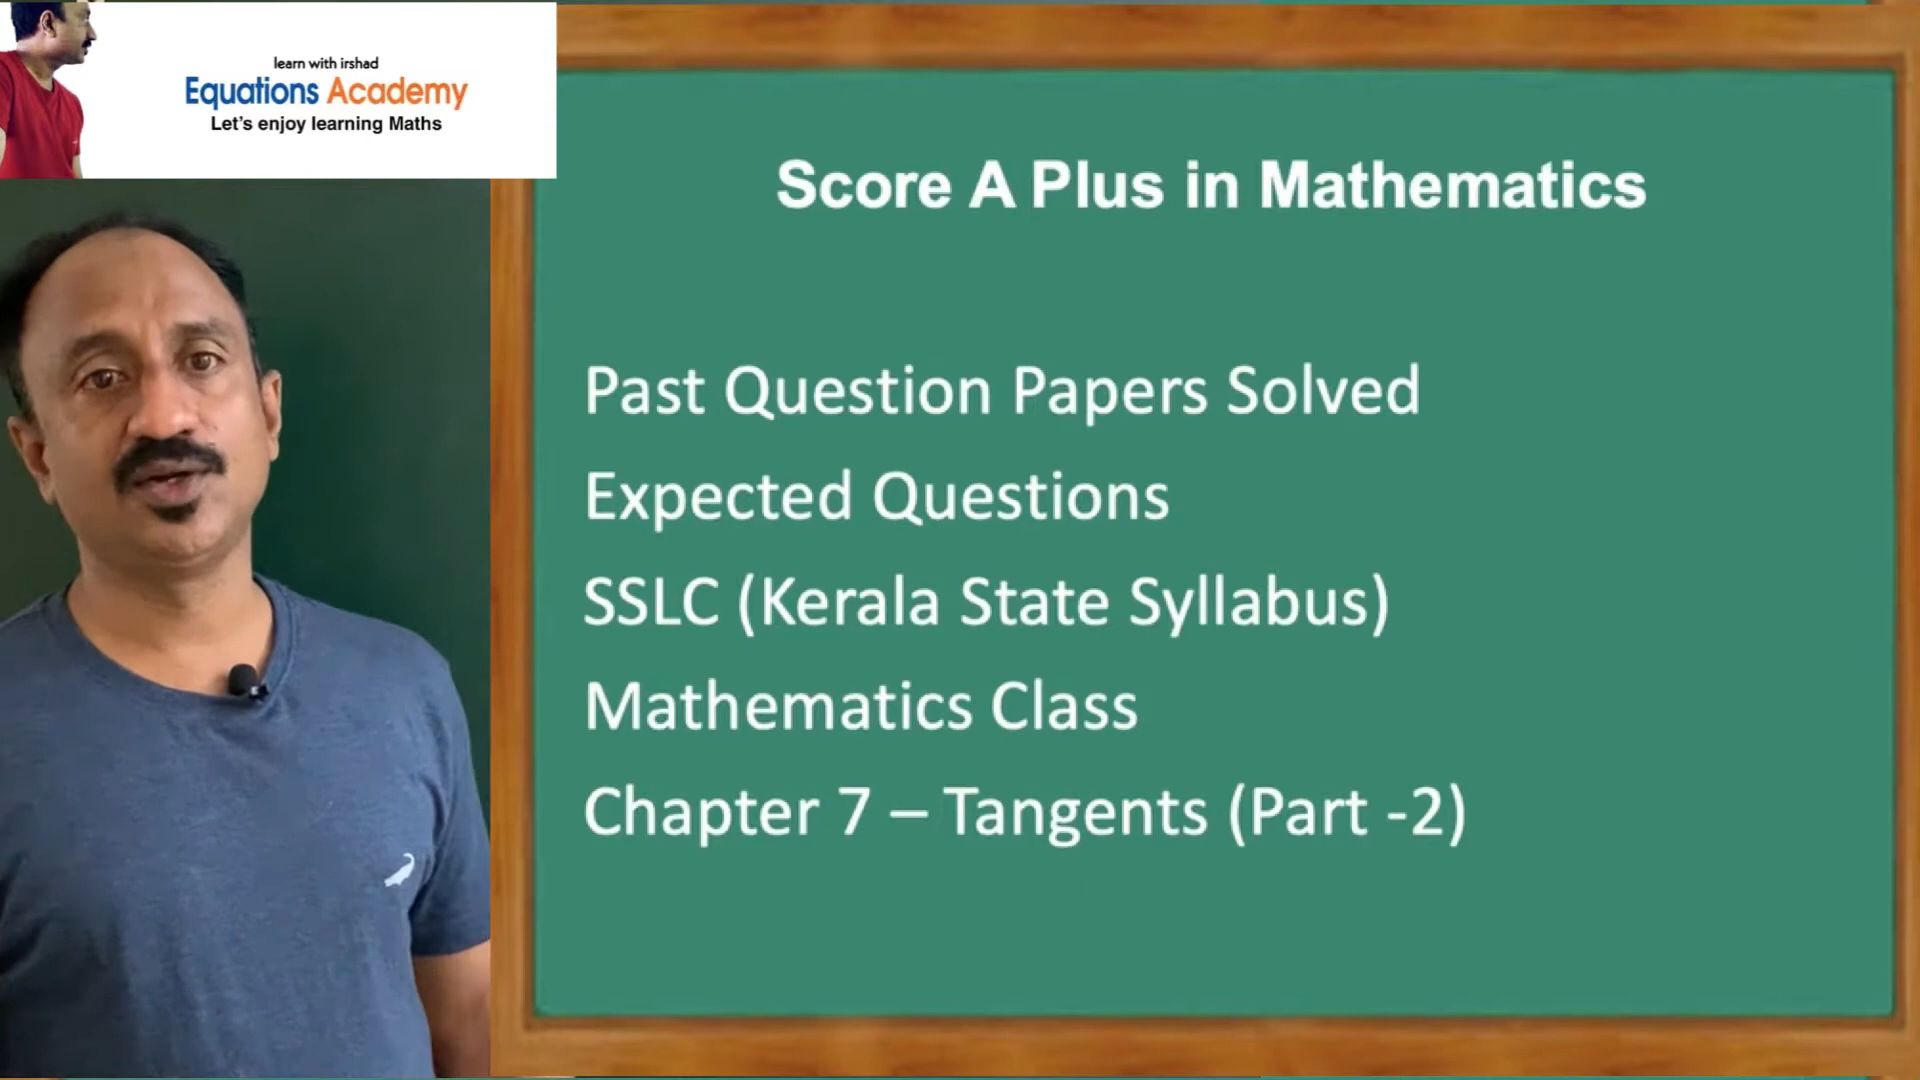 learn with irshad
Equations Academy
Let's enjoy learning Maths
Score A Plus in Mathematics
Past Question Papers Solved
Expected Questions
SSLC (Kerala State Syllabus)
Mathematics Class
Chapter 7 – Tangents (Part -2)